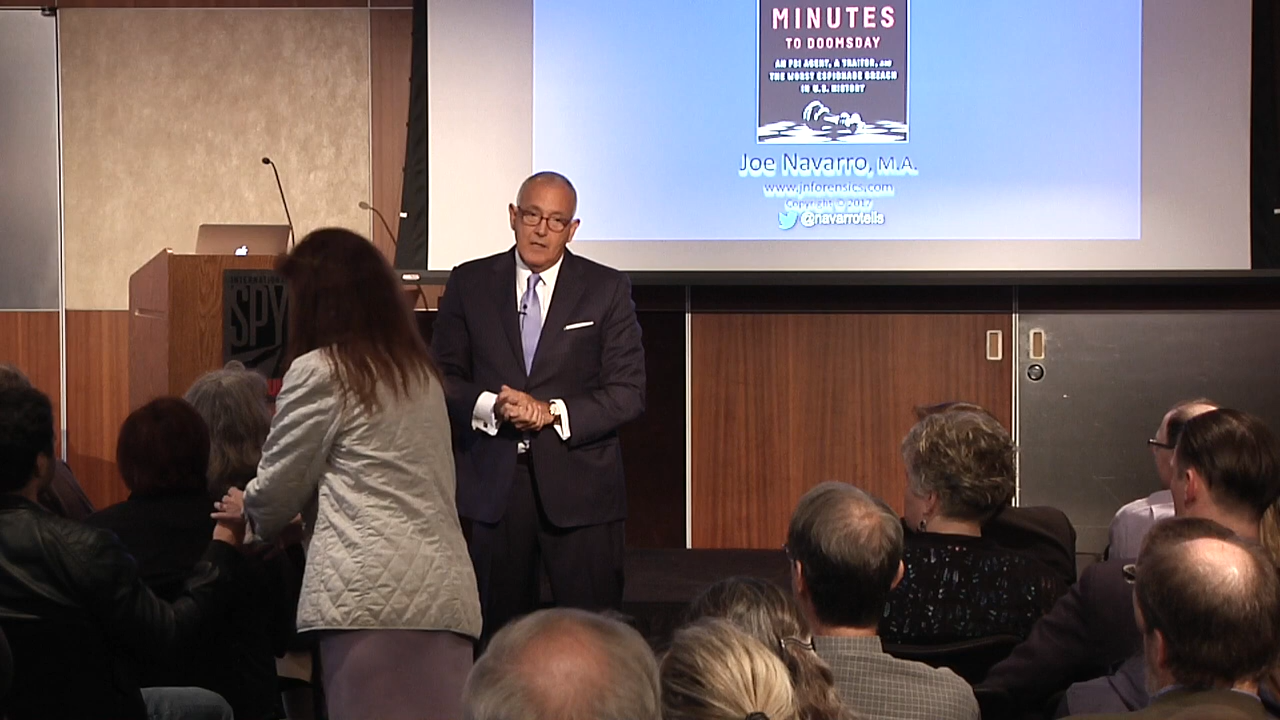 MINUTES
TO DOOMSDAY
AN FBI AGENT, A TRAITOR, AND
THE WORST ESPIONAGE BREACH
IN U.S. HISTORY
Joe Navarro, M.A.
www.jnforensics.com
Copyright © 2017
@navarrotells
INTERNATIONAL
SPY